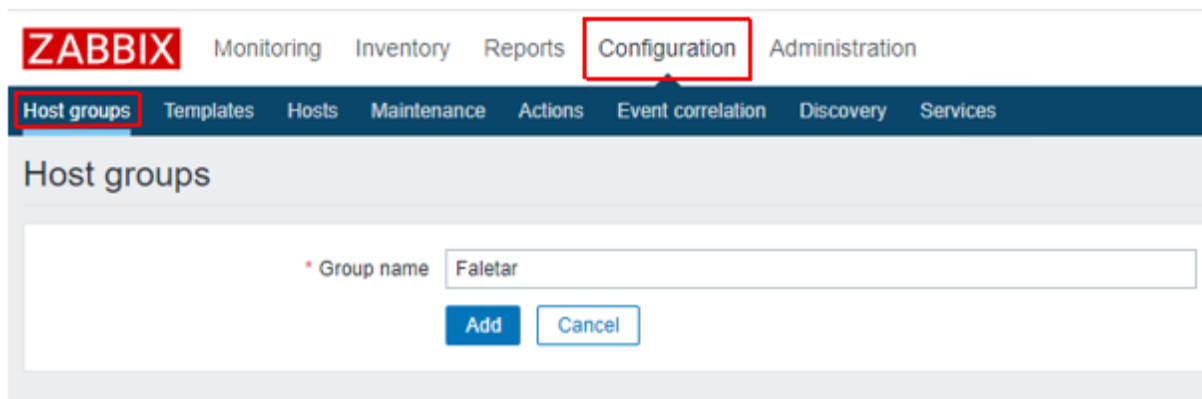 ZABBIX Monitoring Inventory Reports Configuration Administration
Host groups Templates Hosts Maintenance Actions Event correlation Discovery Services
Host groups
* Group name Faletar
Add Cancel